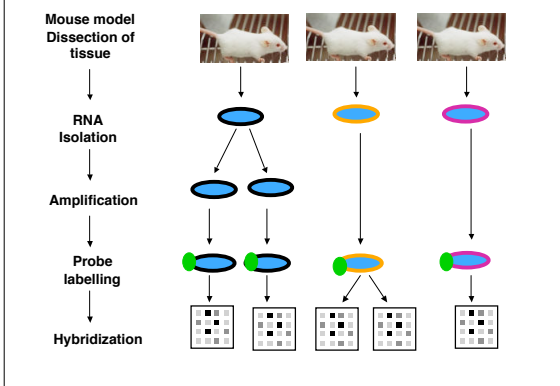 Mouse model
Dissection of
tissue
RNA
Isolation
Amplification
Probe
labelling
Hybridization